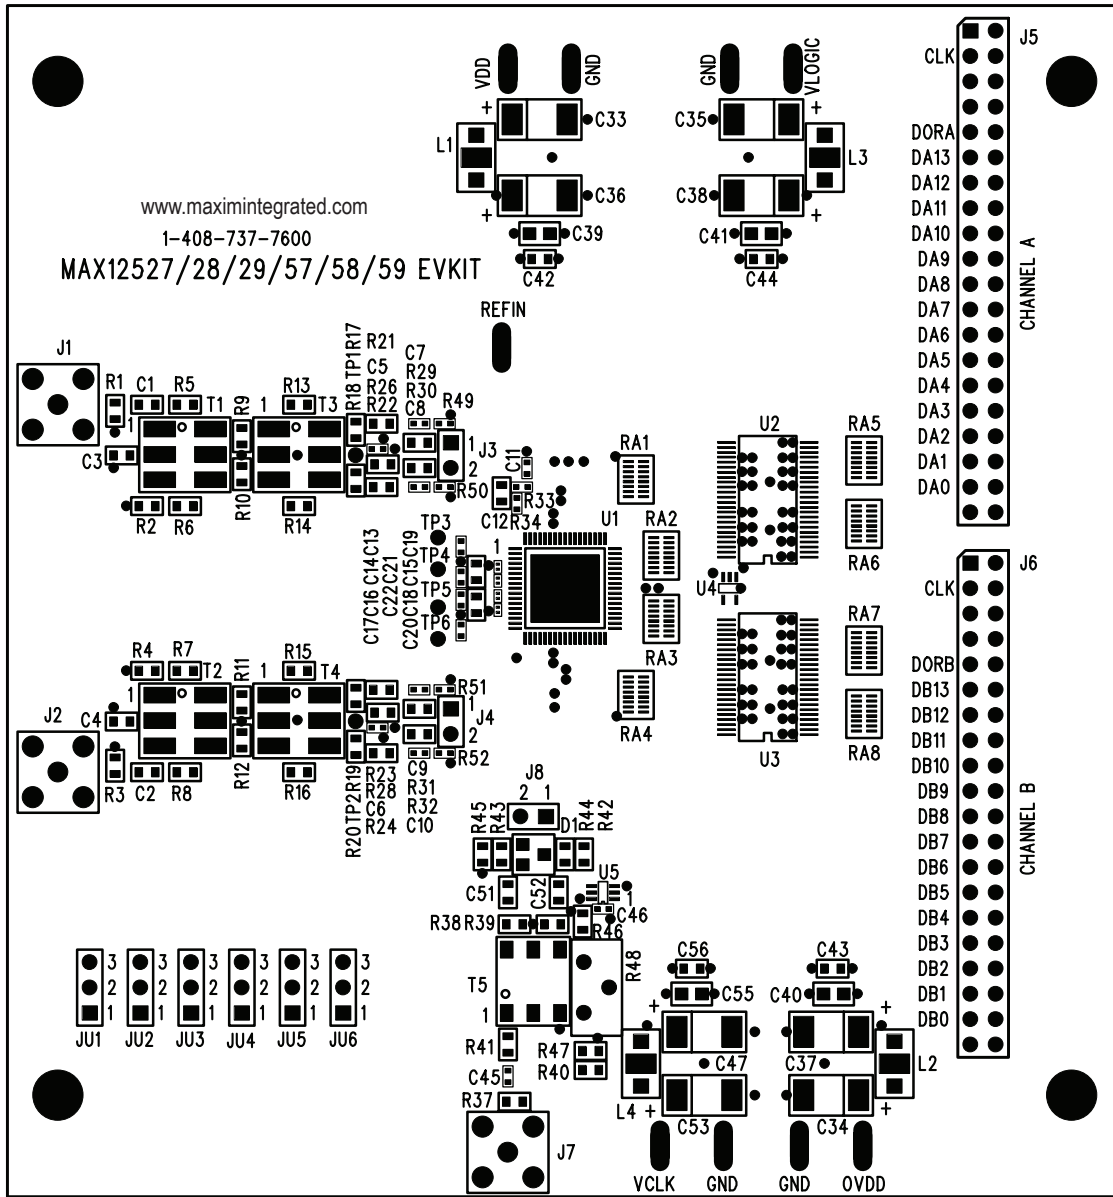 VDD
GND
GND
VLOGIC
J5
CLK
+
C33
C35
+
L1
L3
DORA
DA13
DA12
DA11
DA10
DA9
DA8
DA7
DA6
DA5
DA4
DA3
DA2
DA1
DA0
CHANNEL A
C36
C38
+
+
C39
C41
C42
C44
www.maximintegrated.com
1-408-737-7600
MAX12527/28/29/57/58/59 EVKIT
REFIN
J1
R1
C1
R5
R9
R13
R18
TP1
R17
R21
C5
R26
R22
C7
R29
R30
C8
R49
1
T1
1
T3
1
J3
2
C3
R2
R6
R10
R14
R50
C11
R33
C12
R34
RA1
U2
RA5
TP3
TP4
TP5
TP6
C17
C16
C14
C13
C22
C21
C20
C18
C15
C19
1
U1
RA2
RA6
U4
RA3
RA7
RA4
U3
RA8
J6
CLK
DORB
DB13
DB12
DB11
DB10
DB9
DB8
DB7
DB6
DB5
DB4
DB3
DB2
DB1
DB0
CHANNEL B
R4
R7
R11
R15
1
T2
1
T4
R51
1
J4
2
R52
C4
J2
R3
C2
R8
R12
R16
R20
TP2
R19
R23
R28
C6
R24
C9
R31
R32
C10
J8
2 1
R45
R43
D1
R44
R42
C51
C52
U5
1
C46
R38
R39
R46
R48
T5
1
R41
R47
R40
C45
R37
J7
3
2
1
JU1
3
2
1
JU2
3
2
1
JU3
3
2
1
JU4
3
2
1
JU5
3
2
1
JU6
C56
C43
C55
C40
+
+
C47
C37
L2
L4
+
+
C53
C34
VCLK
GND
GND
OVDD